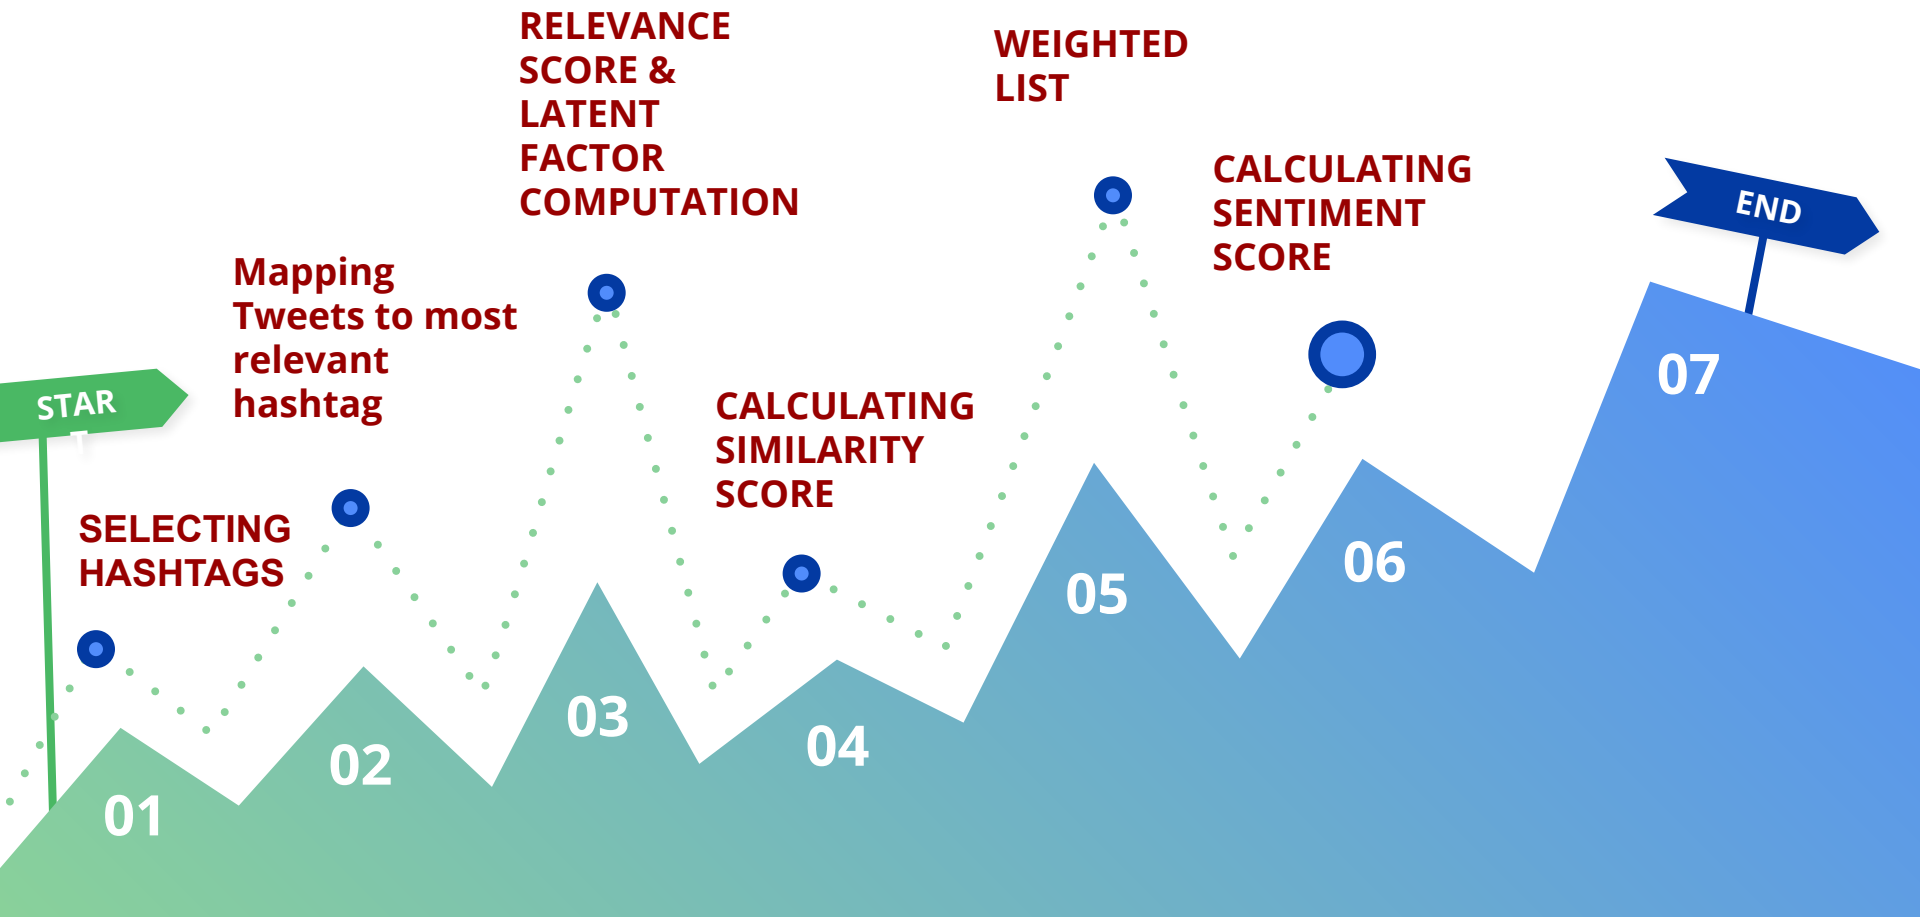 START
SELECTING
HASHTAGS
01
Mapping
Tweets to most
relevant
hashtag
02
RELEVANCE
SCORE &
LATENT
FACTOR
COMPUTATION
03
CALCULATING
SIMILARITY
SCORE
04
WEIGHTED
LIST
05
CALCULATING
SENTIMENT
SCORE
06
END
07